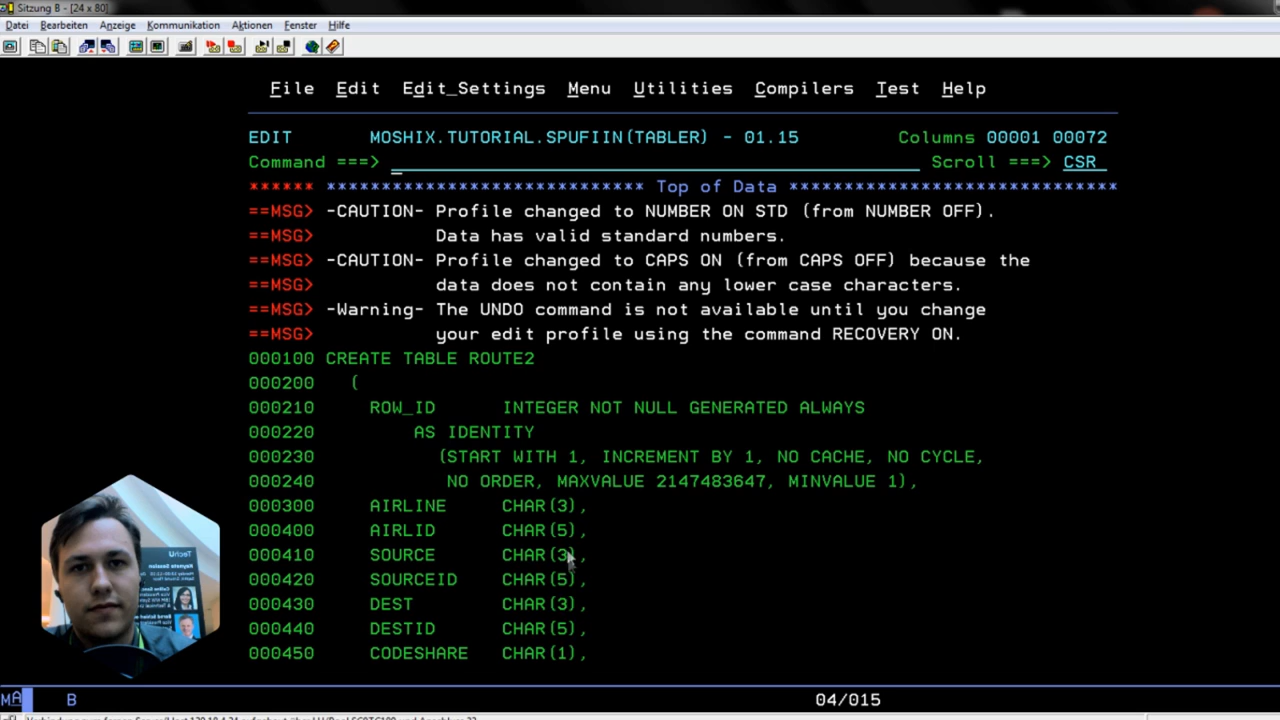 Sitzung B - [24 x 80]
Datei Bearbeiten Anzeige Kommunikation Aktionen Fenster Hilfe
File Edit Edit_Settings Menu Utilities Compilers Test Help
EDIT MOSHIX.TUTORIAL.SPUFIIN(TABLER) - 01.15 Columns 00001 00072
Command ===> Scroll ===> CSR
****** ***************************** Top of Data ******************************
==MSG> -CAUTION- Profile changed to NUMBER ON STD (from NUMBER OFF).
==MSG> Data has valid standard numbers.
==MSG> -CAUTION- Profile changed to CAPS ON (from CAPS OFF) because the
==MSG> data does not contain any lower case characters.
==MSG> -Warning- The UNDO command is not available until you change
==MSG> your edit profile using the command RECOVERY ON.
000100 CREATE TABLE ROUTE2
000200 (
000210 ROW_ID INTEGER NOT NULL GENERATED ALWAYS
000220 AS IDENTITY
000230 (START WITH 1, INCREMENT BY 1, NO CACHE, NO CYCLE,
000240 NO ORDER, MAXVALUE 2147483647, MINVALUE 1),
000300 AIRLINE CHAR(3),
000400 AIRLID CHAR(5),
000410 SOURCE CHAR(3),
000420 SOURCEID CHAR(5),
000430 DEST CHAR(3),
000440 DESTID CHAR(5),
000450 CODESHARE CHAR(1),
TechU
Keynote Session
MA B 04/015